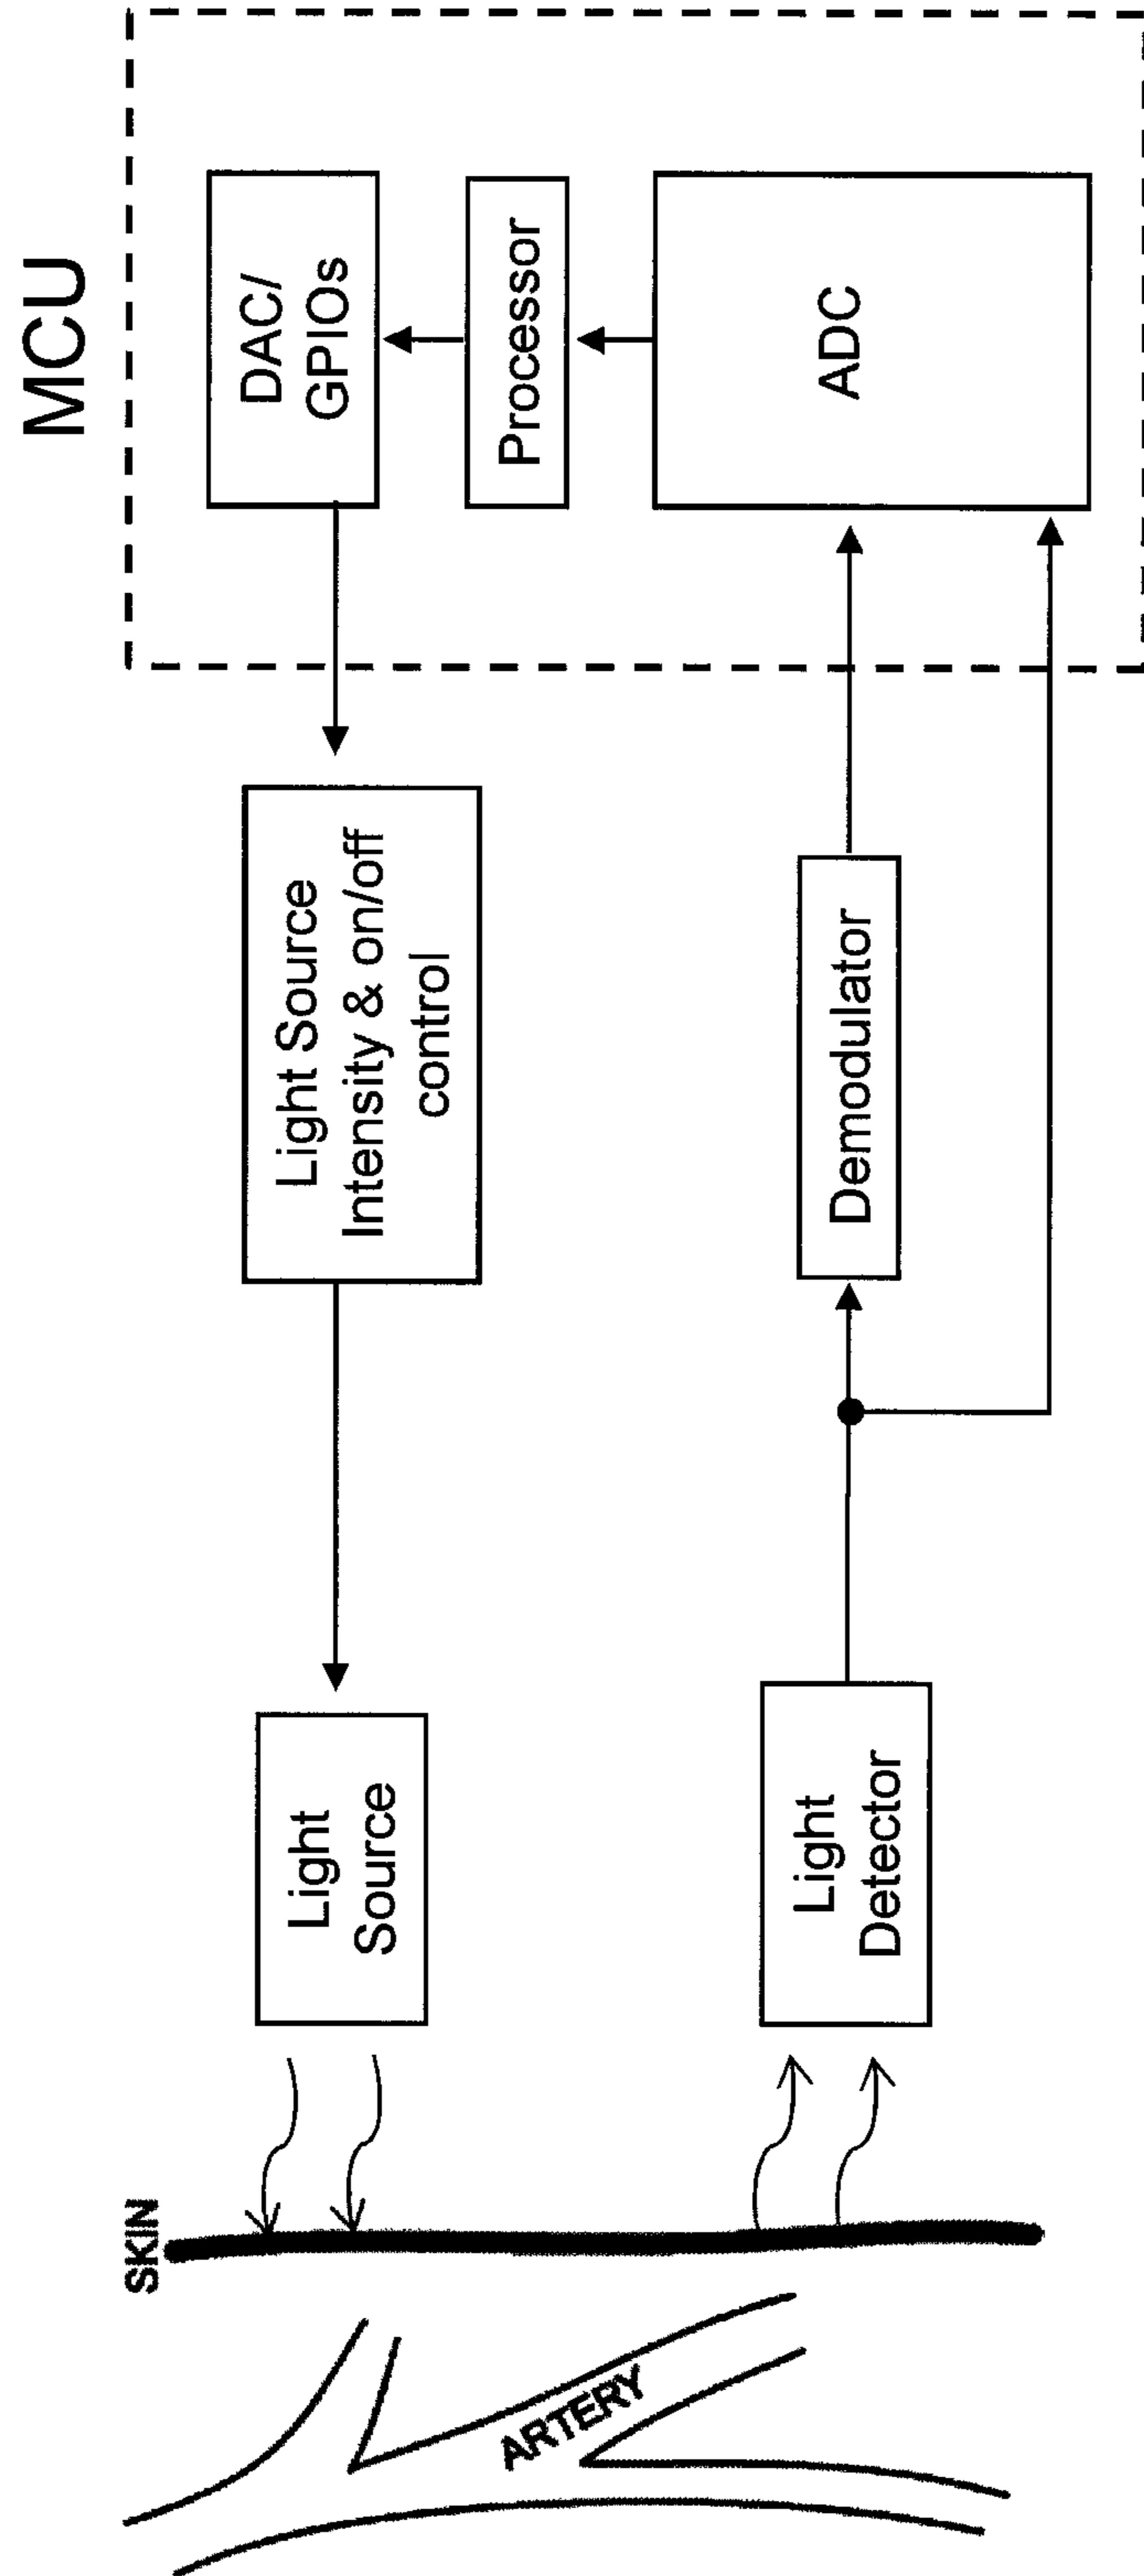 MCU
SKIN
Light
Source
Light Source
Intensity & on/off
control
DAC/
GPIOs
Processor
ARTERY
Light
Detector
Demodulator
ADC